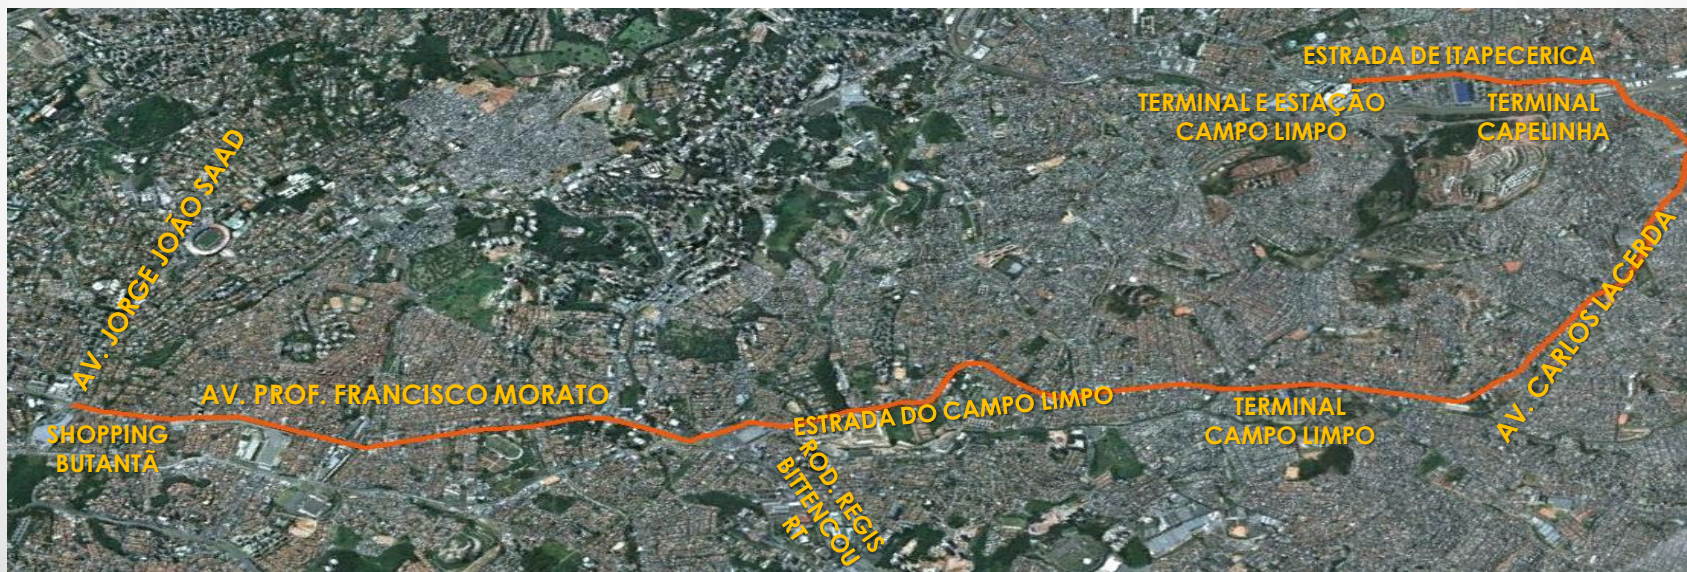 ESTRADA DE ITAPECERICA
TERMINAL E ESTAÇÃO
CAMPO LIMPO
TERMINAL
CAPELINHA
AV. JORGE JOÃO SAAD
AV. CARLOS LACERDA
AV. PROF. FRANCISCO MORATO
ESTRADA DO CAMPO LIMPO
TERMINAL
CAMPO LIMPO
SHOPPING
BUTANTÃ
ROD. REGIS
BITTENCOU
RT